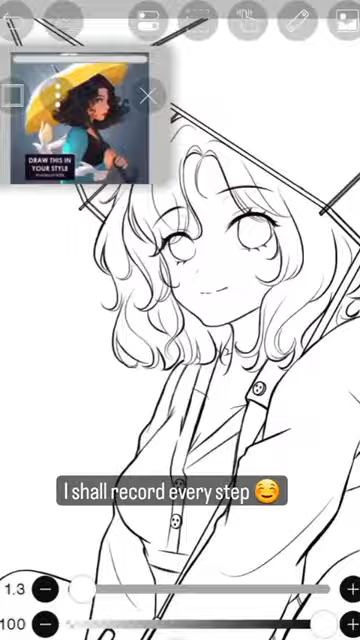 DRAW THIS IN
YOUR STYLE
I shall record every step 😊
1.3
100